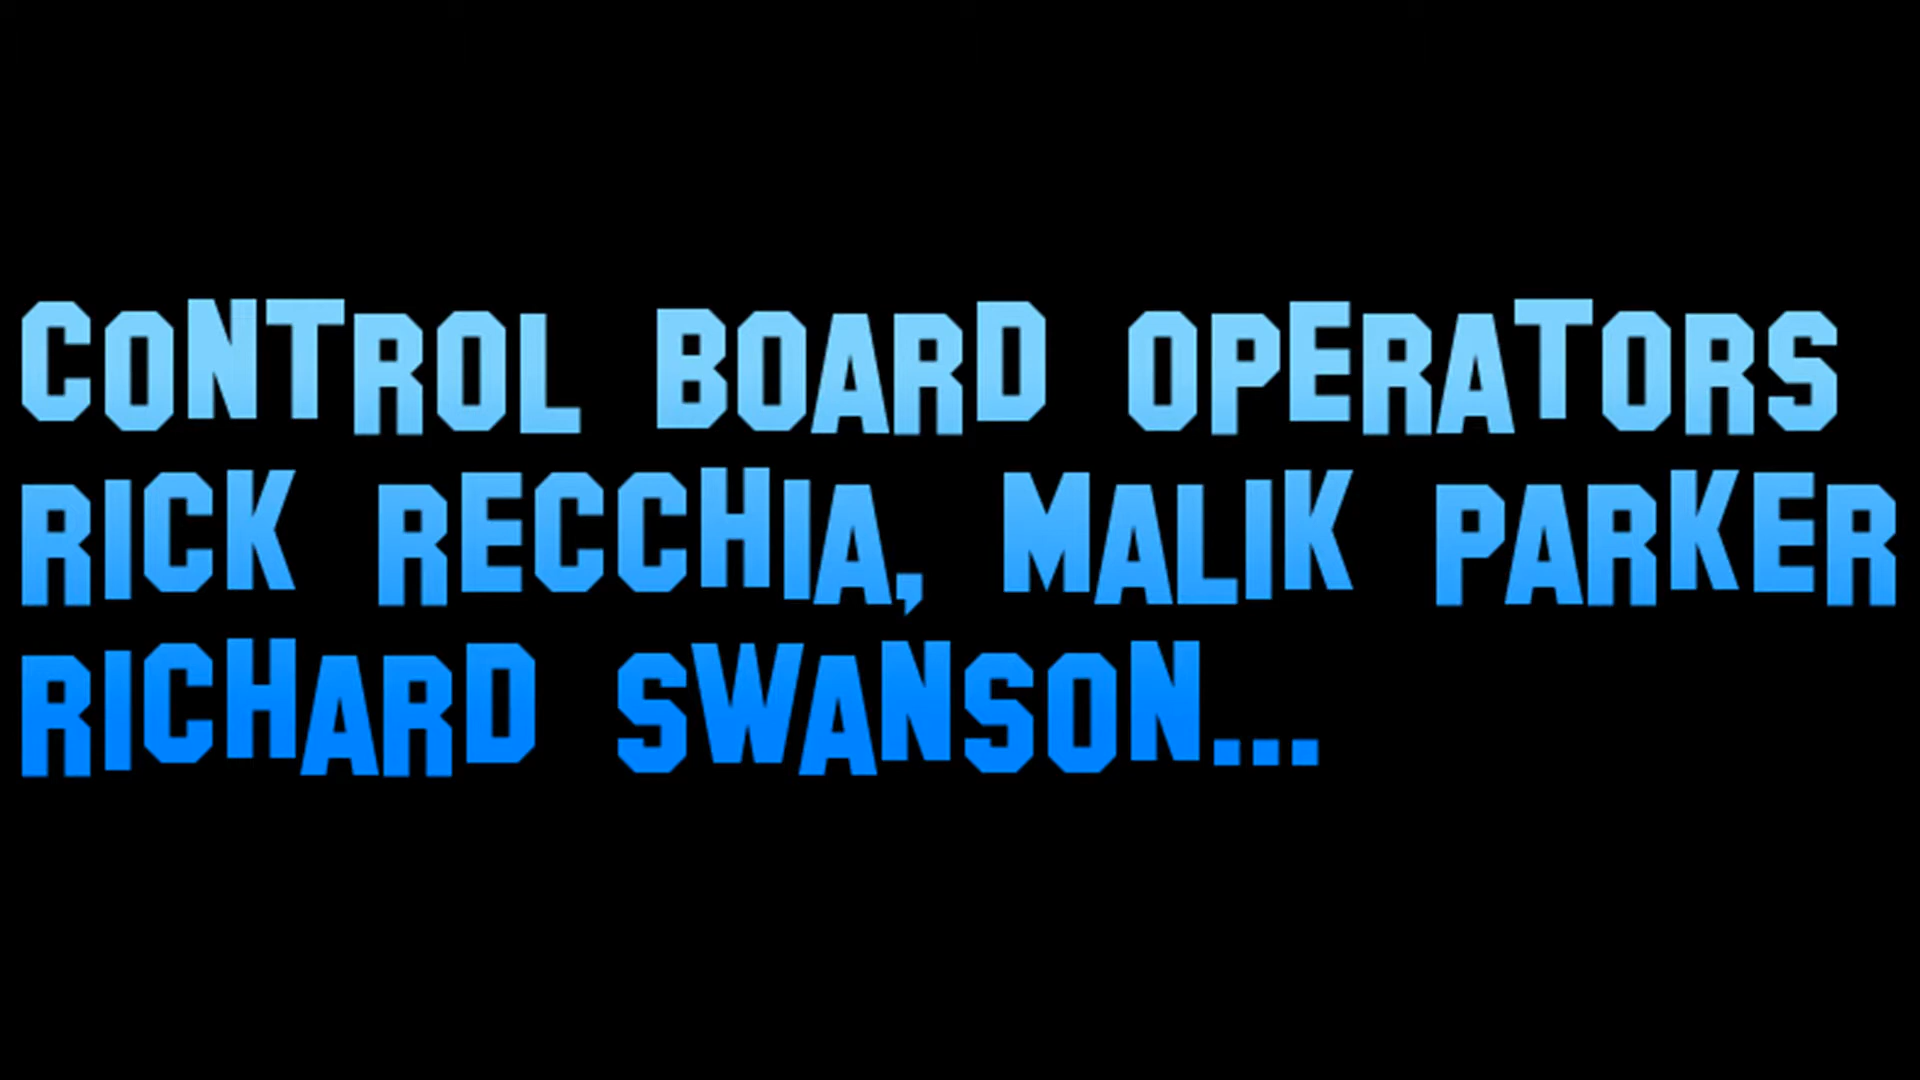 CONTROL BOARD OPERATORS
RICK RECCHIA, MALIK PARKER
RICHARD SWANSON...